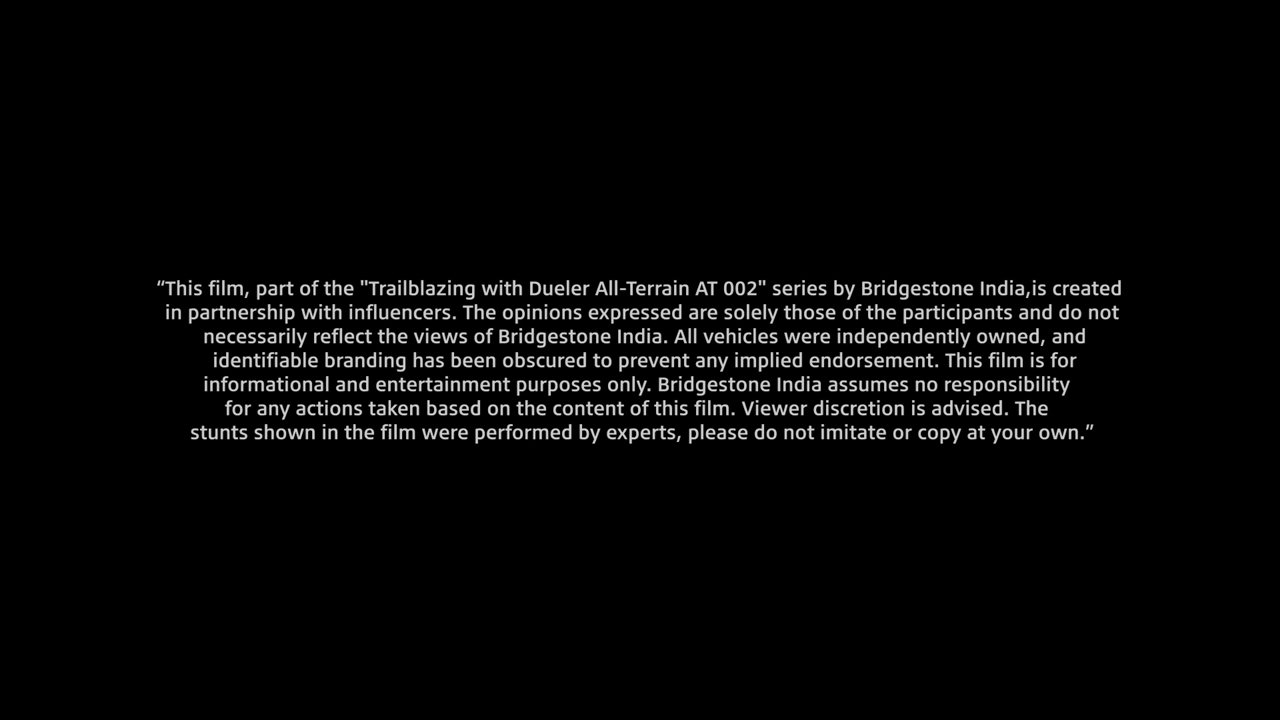 “This film, part of the "Trailblazing with Dueler All-Terrain AT 002" series by Bridgestone India,is created
in partnership with influencers. The opinions expressed are solely those of the participants and do not
necessarily reflect the views of Bridgestone India. All vehicles were independently owned, and
identifiable branding has been obscured to prevent any implied endorsement. This film is for
informational and entertainment purposes only. Bridgestone India assumes no responsibility
for any actions taken based on the content of this film. Viewer discretion is advised. The
stunts shown in the film were performed by experts, please do not imitate or copy at your own.”